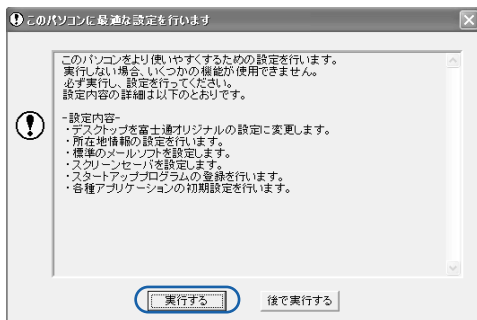 このパソコンに最適な設定を行います
このパソコンをより使いやすくするための設定を行います。
実行しない場合、いくつかの機能が使用できません。
必ず実行し、設定を行ってください。
設定内容の詳細は以下のとおりです。
-設定内容-
・デスクトップを富士通オリジナルの設定に変更します。
・所在地情報の設定を行います。
・標準のメールソフトを設定します。
・スクリーンセーバを設定します。
・スタートアッププログラムの登録を行います。
・各種アプリケーションの初期設定を行います。
実行する
後で実行する